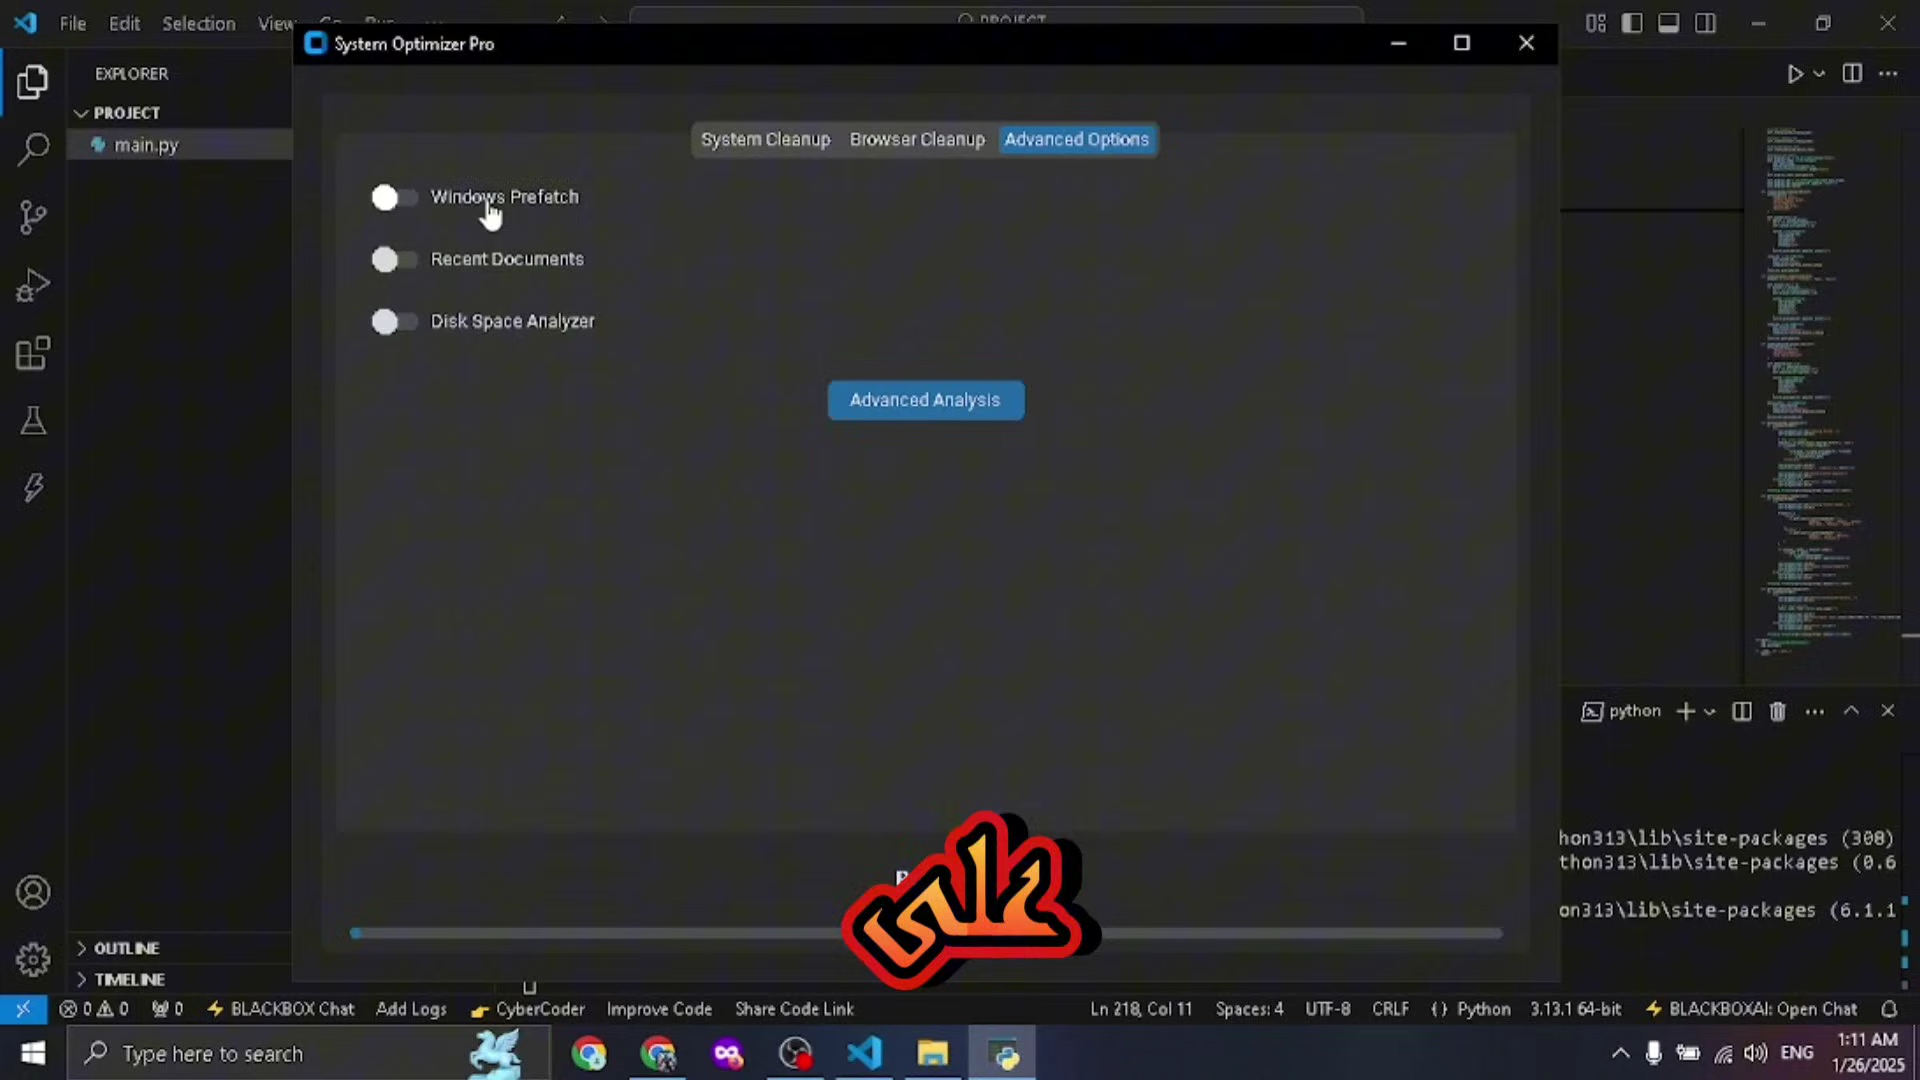 File Edit Selection View
PROJECT
System Optimizer Pro
EXPLORER
PROJECT
main.py
System Cleanup Browser Cleanup Advanced Options
Windows Prefetch
Recent Documents
Disk Space Analyzer
Advanced Analysis
python
hon313\lib\site-packages (308)
thon313\lib\site-packages (0.6
on313\lib\site-packages (6.1.1
على
OUTLINE
TIMELINE
0 0 0 BLACKBOX Chat Add Logs CyberCoder Improve Code Share Code Link Ln 218, Col 11 Spaces: 4 UTF-8 CRLF {} Python 3.13.1 64-bit BLACKBOXAI: Open Chat
Type here to search
ENG
1:11 AM
1/26/2025